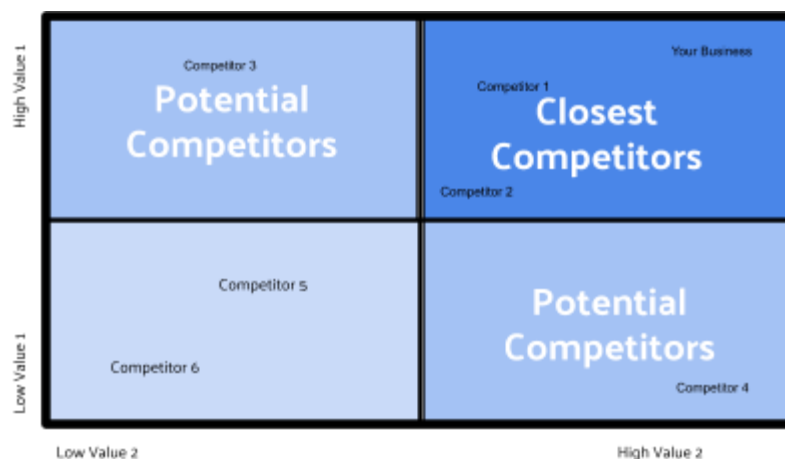 High Value 1
Competitor 3
Potential
Competitors
Your Business
Competitor 1
Closest
Competitors
Competitor 2
Low Value 1
Competitor 5
Competitor 6
Potential
Competitors
Competitor 4
Low Value 2
High Value 2